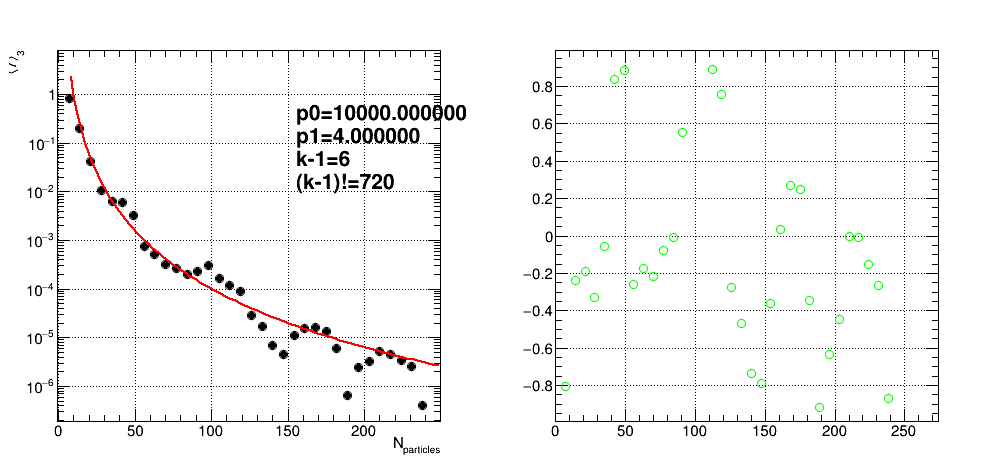 ⟨γ⟩₃
1
10⁻¹
10⁻²
10⁻³
10⁻⁴
10⁻⁵
10⁻⁶
0 50 100 150 200
N_particles
p0=10000.000000
p1=4.000000
k-1=6
(k-1)!=720
0.8
0.6
0.4
0.2
0
−0.2
−0.4
−0.6
−0.8
0 50 100 150 200 250